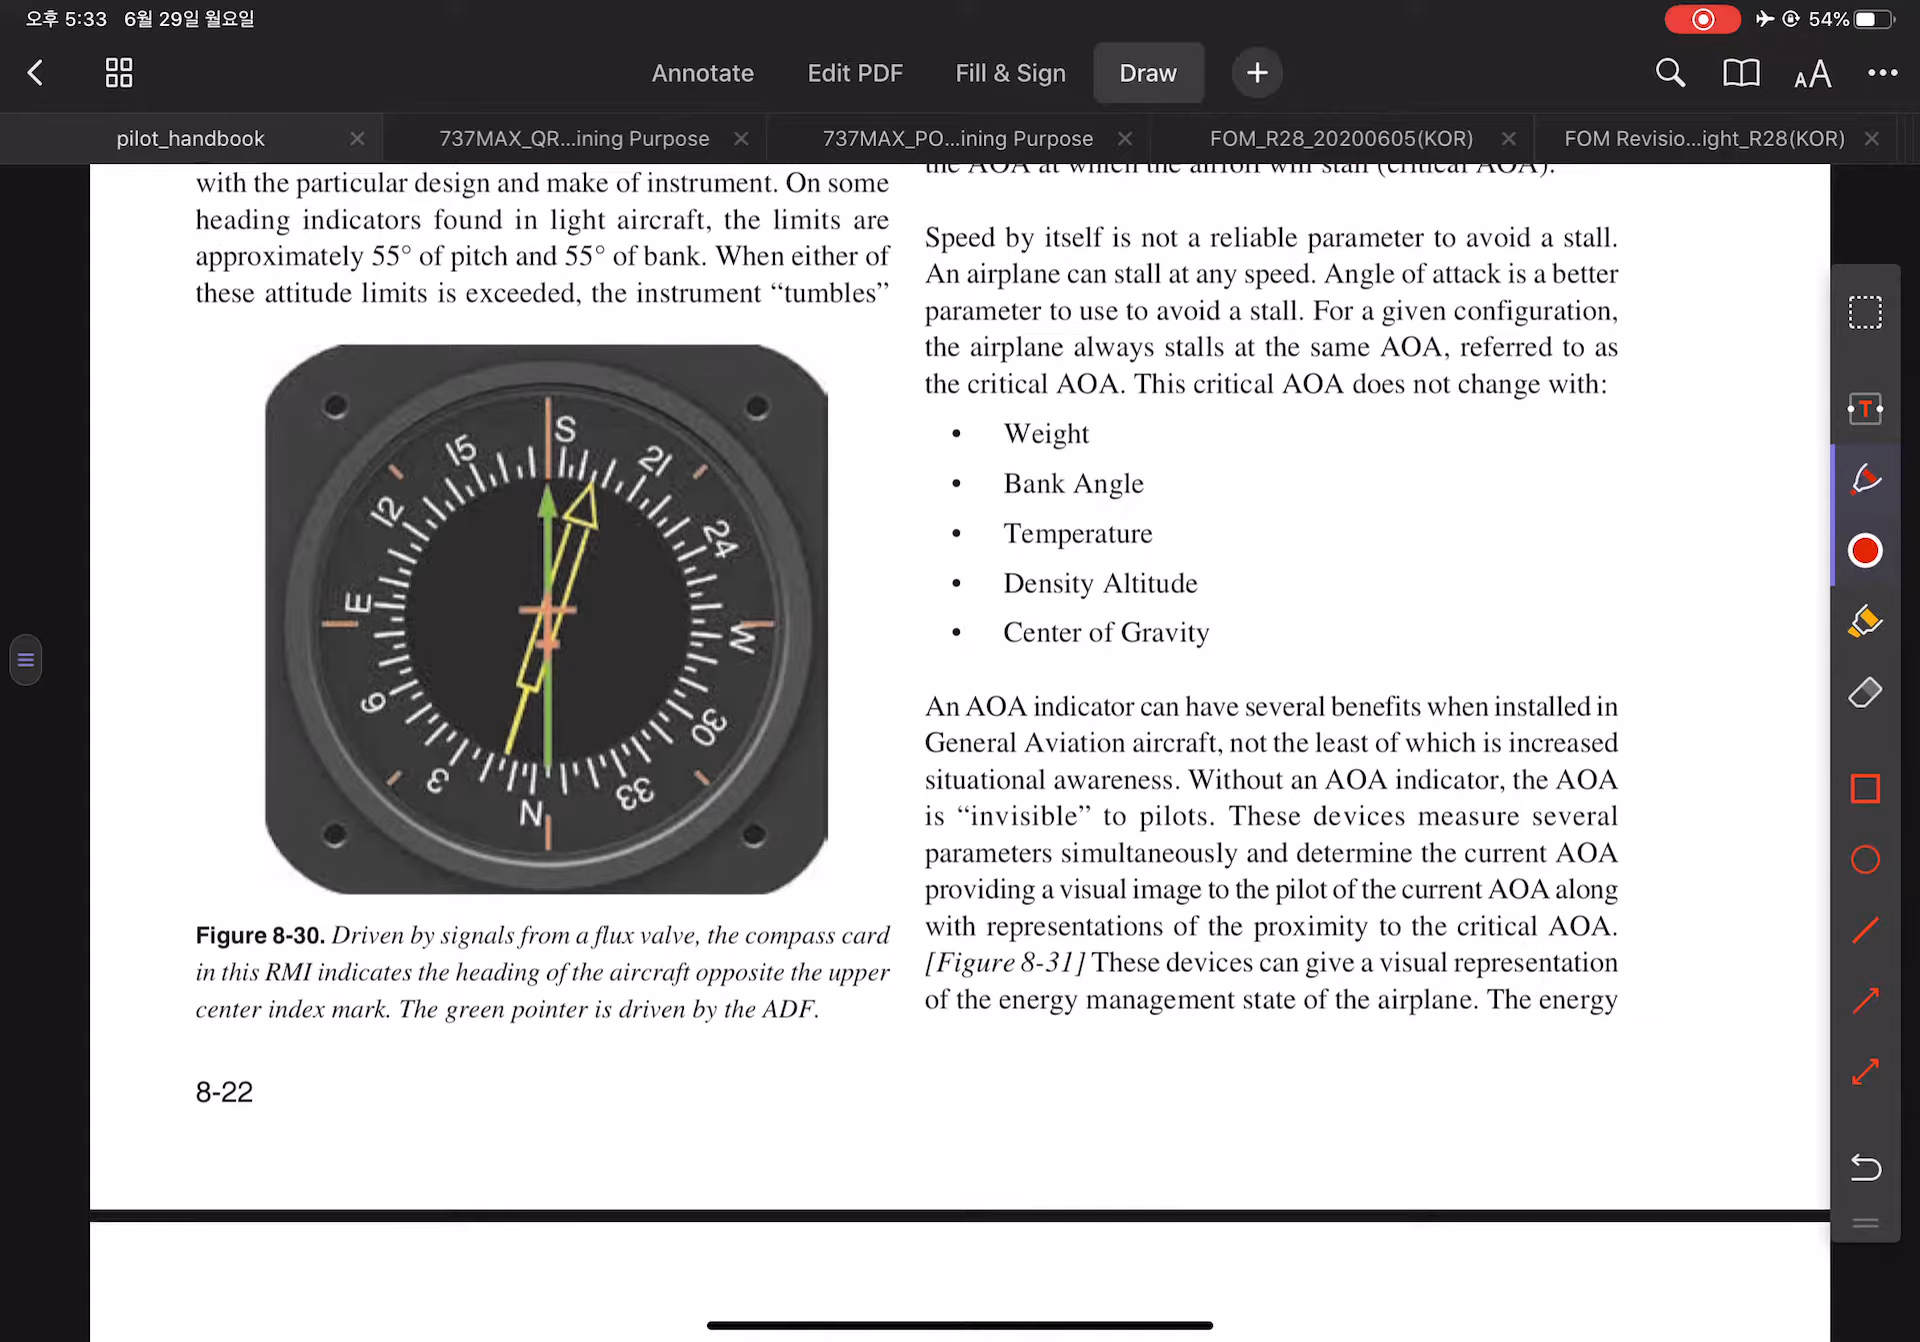 오후 5:33 6월 29일 월요일
54%
Annotate Edit PDF Fill & Sign Draw
pilot_handbook
737MAX_QR...ining Purpose
737MAX_PO...ining Purpose
FOM_R28_20200605(KOR)
FOM Revisio...ight_R28(KOR)
with the particular design and make of instrument. On some
heading indicators found in light aircraft, the limits are
approximately 55° of pitch and 55° of bank. When either of
these attitude limits is exceeded, the instrument “tumbles”
S
21
24
W
30
33
N
3
6
E
12
15
Figure 8-30. Driven by signals from a flux valve, the compass card
in this RMI indicates the heading of the aircraft opposite the upper
center index mark. The green pointer is driven by the ADF.
8-22
the AOA at which the airfoil will stall (critical AOA).
Speed by itself is not a reliable parameter to avoid a stall.
An airplane can stall at any speed. Angle of attack is a better
parameter to use to avoid a stall. For a given configuration,
the airplane always stalls at the same AOA, referred to as
the critical AOA. This critical AOA does not change with:
• Weight
• Bank Angle
• Temperature
• Density Altitude
• Center of Gravity
An AOA indicator can have several benefits when installed in
General Aviation aircraft, not the least of which is increased
situational awareness. Without an AOA indicator, the AOA
is “invisible” to pilots. These devices measure several
parameters simultaneously and determine the current AOA
providing a visual image to the pilot of the current AOA along
with representations of the proximity to the critical AOA.
[Figure 8-31] These devices can give a visual representation
of the energy management state of the airplane. The energy